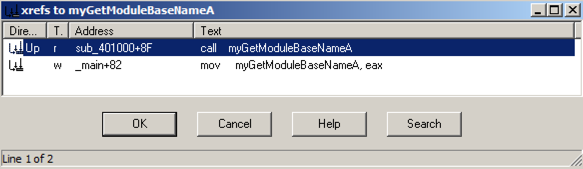 xrefs to myGetModuleBaseNameA
Dire... T. Address Text
Up r sub_401000+8F call myGetModuleBaseNameA
w _main+82 mov myGetModuleBaseNameA, eax
OK Cancel Help Search
Line 1 of 2